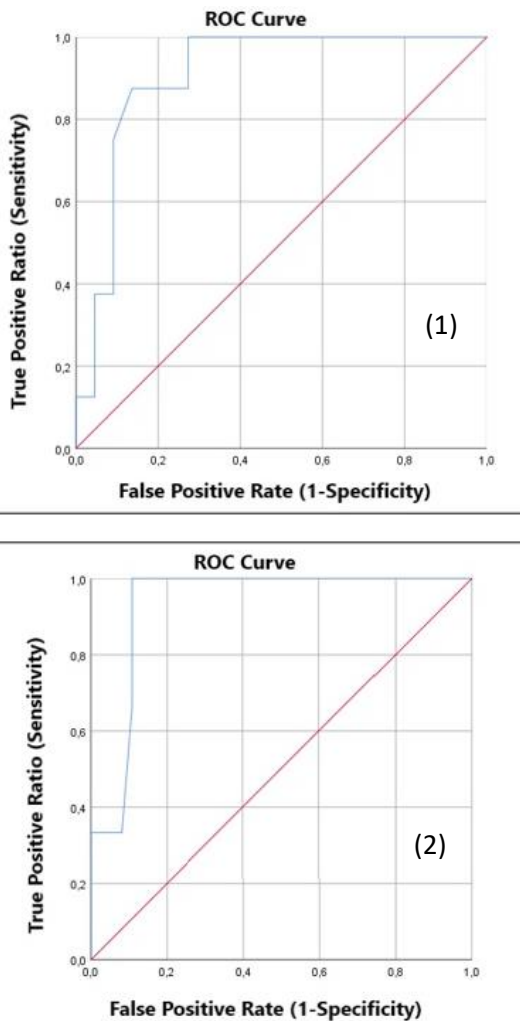 ROC Curve
1,0
0,8
0,6
0,4
0,2
0,0
True Positive Ratio (Sensitivity)
(1)
0,0 0,2 0,4 0,6 0,8 1,0
False Positive Rate (1-Specificity)
ROC Curve
1,0
0,8
0,6
0,4
0,2
0,0
True Positive Ratio (Sensitivity)
(2)
0,0 0,2 0,4 0,6 0,8 1,0
False Positive Rate (1-Specificity)